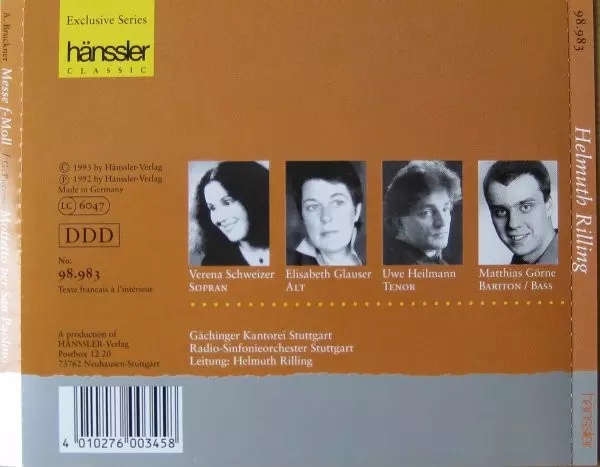 A. Bruckner Messe f-Moll / G. Pressel Mottetto per San Paolino
Exclusive Series
hänssler
CLASSIC
© 1993 by Hänssler-Verlag
℗ 1992 by Hänssler-Verlag
Made in Germany
LC 6047
DDD
No.
98.983
Texte francais à l'intérieur
A production of
HÄNSSLER-Verlag
Postbox 12 20
73762 Neuhausen-Stuttgart
Verena Schweizer
SOPRAN
Elisabeth Glauser
ALT
Uwe Heilmann
TENOR
Matthias Görne
BARITON / BASS
Gächinger Kantorei Stuttgart
Radio-Sinfonieorchester Stuttgart
Leitung: Helmuth Rilling
4 010276 003458
98.983
Helmuth Rilling
hänssler